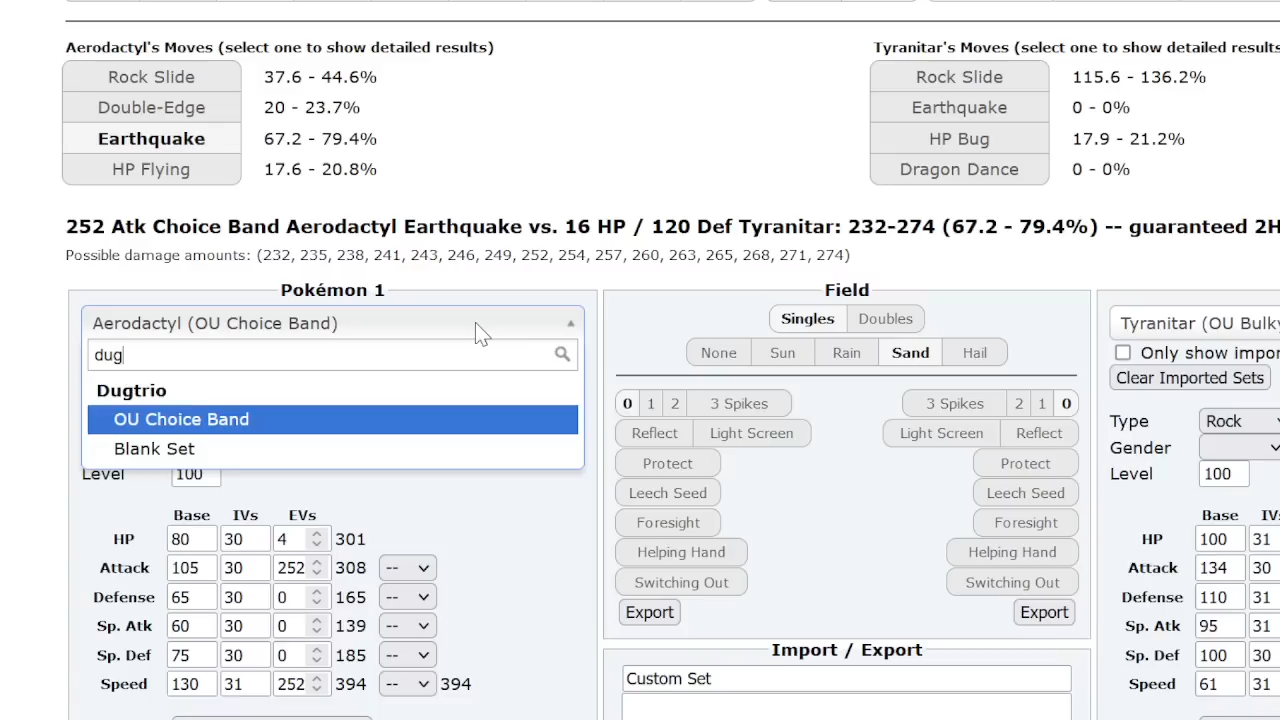 Aerodactyl's Moves (select one to show detailed results)
Rock Slide 37.6 - 44.6%
Double-Edge 20 - 23.7%
Earthquake 67.2 - 79.4%
HP Flying 17.6 - 20.8%
Tyranitar's Moves (select one to show detailed results
Rock Slide 115.6 - 136.2%
Earthquake 0 - 0%
HP Bug 17.9 - 21.2%
Dragon Dance 0 - 0%
252 Atk Choice Band Aerodactyl Earthquake vs. 16 HP / 120 Def Tyranitar: 232-274 (67.2 - 79.4%) -- guaranteed 2H
Possible damage amounts: (232, 235, 238, 241, 243, 246, 249, 252, 254, 257, 260, 263, 265, 268, 271, 274)
Pokémon 1
Aerodactyl (OU Choice Band)
dug
Dugtrio
OU Choice Band
Blank Set
Level 100
Base IVs EVs
HP 80 30 4 301
Attack 105 30 252 308 --
Defense 65 30 0 165 --
Sp. Atk 60 30 0 139 --
Sp. Def 75 30 0 185 --
Speed 130 31 252 394 -- 394
Field
Singles Doubles
None Sun Rain Sand Hail
0 1 2 3 Spikes 3 Spikes 2 1 0
Reflect Light Screen Light Screen Reflect
Protect Protect
Leech Seed Leech Seed
Foresight Foresight
Helping Hand Helping Hand
Switching Out Switching Out
Export Export
Import / Export
Custom Set
Tyranitar (OU Bulky
Only show impor
Clear Imported Sets
Type Rock
Gender
Level 100
Base IV
HP 100 31
Attack 134 30
Defense 110 31
Sp. Atk 95 31
Sp. Def 100 30
Speed 61 31